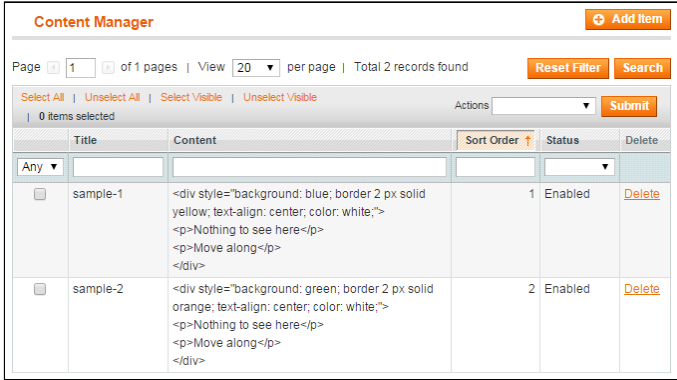 Content Manager
Add Item
Page 1 of 1 pages | View 20 per page | Total 2 records found
Reset Filter
Search
Select All | Unselect All | Select Visible | Unselect Visible
| 0 items selected
Actions
Submit
Title Content Sort Order ↑ Status Delete
Any
sample-1 <div style="background: blue; border 2 px solid 1 Enabled Delete
yellow; text-align: center; color: white;">
<p>Nothing to see here</p>
<p>Move along</p>
</div>
sample-2 <div style="background: green; border 2 px solid 2 Enabled Delete
orange; text-align: center; color: white;">
<p>Nothing to see here</p>
<p>Move along</p>
</div>